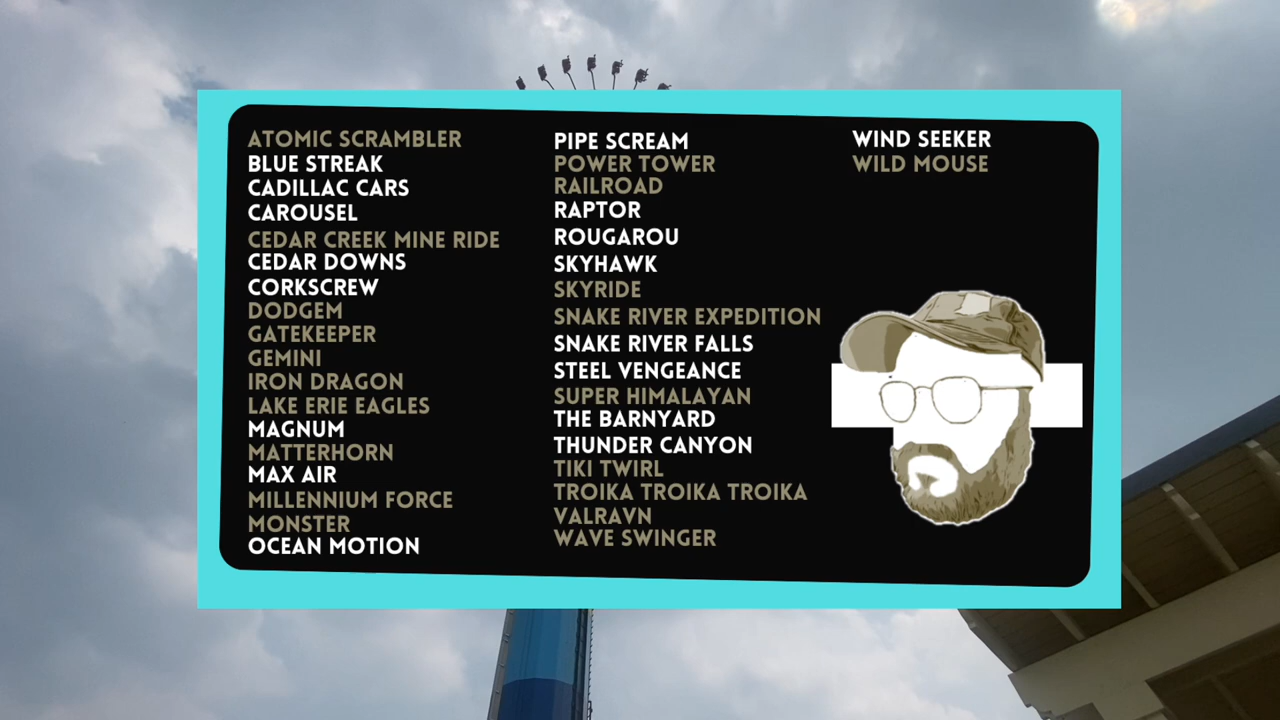 ATOMIC SCRAMBLER
BLUE STREAK
CADILLAC CARS
CAROUSEL
CEDAR CREEK MINE RIDE
CEDAR DOWNS
CORKSCREW
DODGEM
GATEKEEPER
GEMINI
IRON DRAGON
LAKE ERIE EAGLES
MAGNUM
MATTERHORN
MAX AIR
MILLENNIUM FORCE
MONSTER
OCEAN MOTION
PIPE SCREAM
POWER TOWER
RAILROAD
RAPTOR
ROUGAROU
SKYHAWK
SKYRIDE
SNAKE RIVER EXPEDITION
SNAKE RIVER FALLS
STEEL VENGEANCE
SUPER HIMALAYAN
THE BARNYARD
THUNDER CANYON
TIKI TWIRL
TROIKA TROIKA TROIKA
VALRAVN
WAVE SWINGER
WIND SEEKER
WILD MOUSE